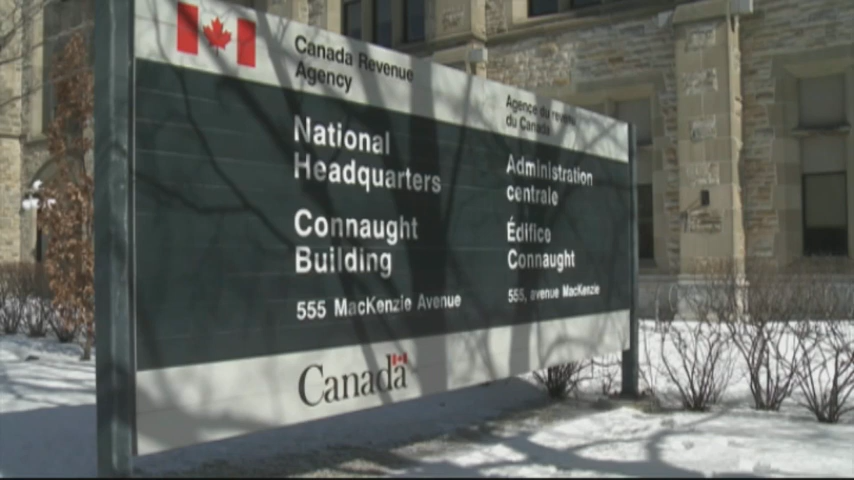 Canada Revenue
Agency
Agence du revenu
du Canada
National
Headquarters
Administration
centrale
Connaught
Building
Édifice
Connaught
555 MacKenzie Avenue
555, avenue MacKenzie
Canada